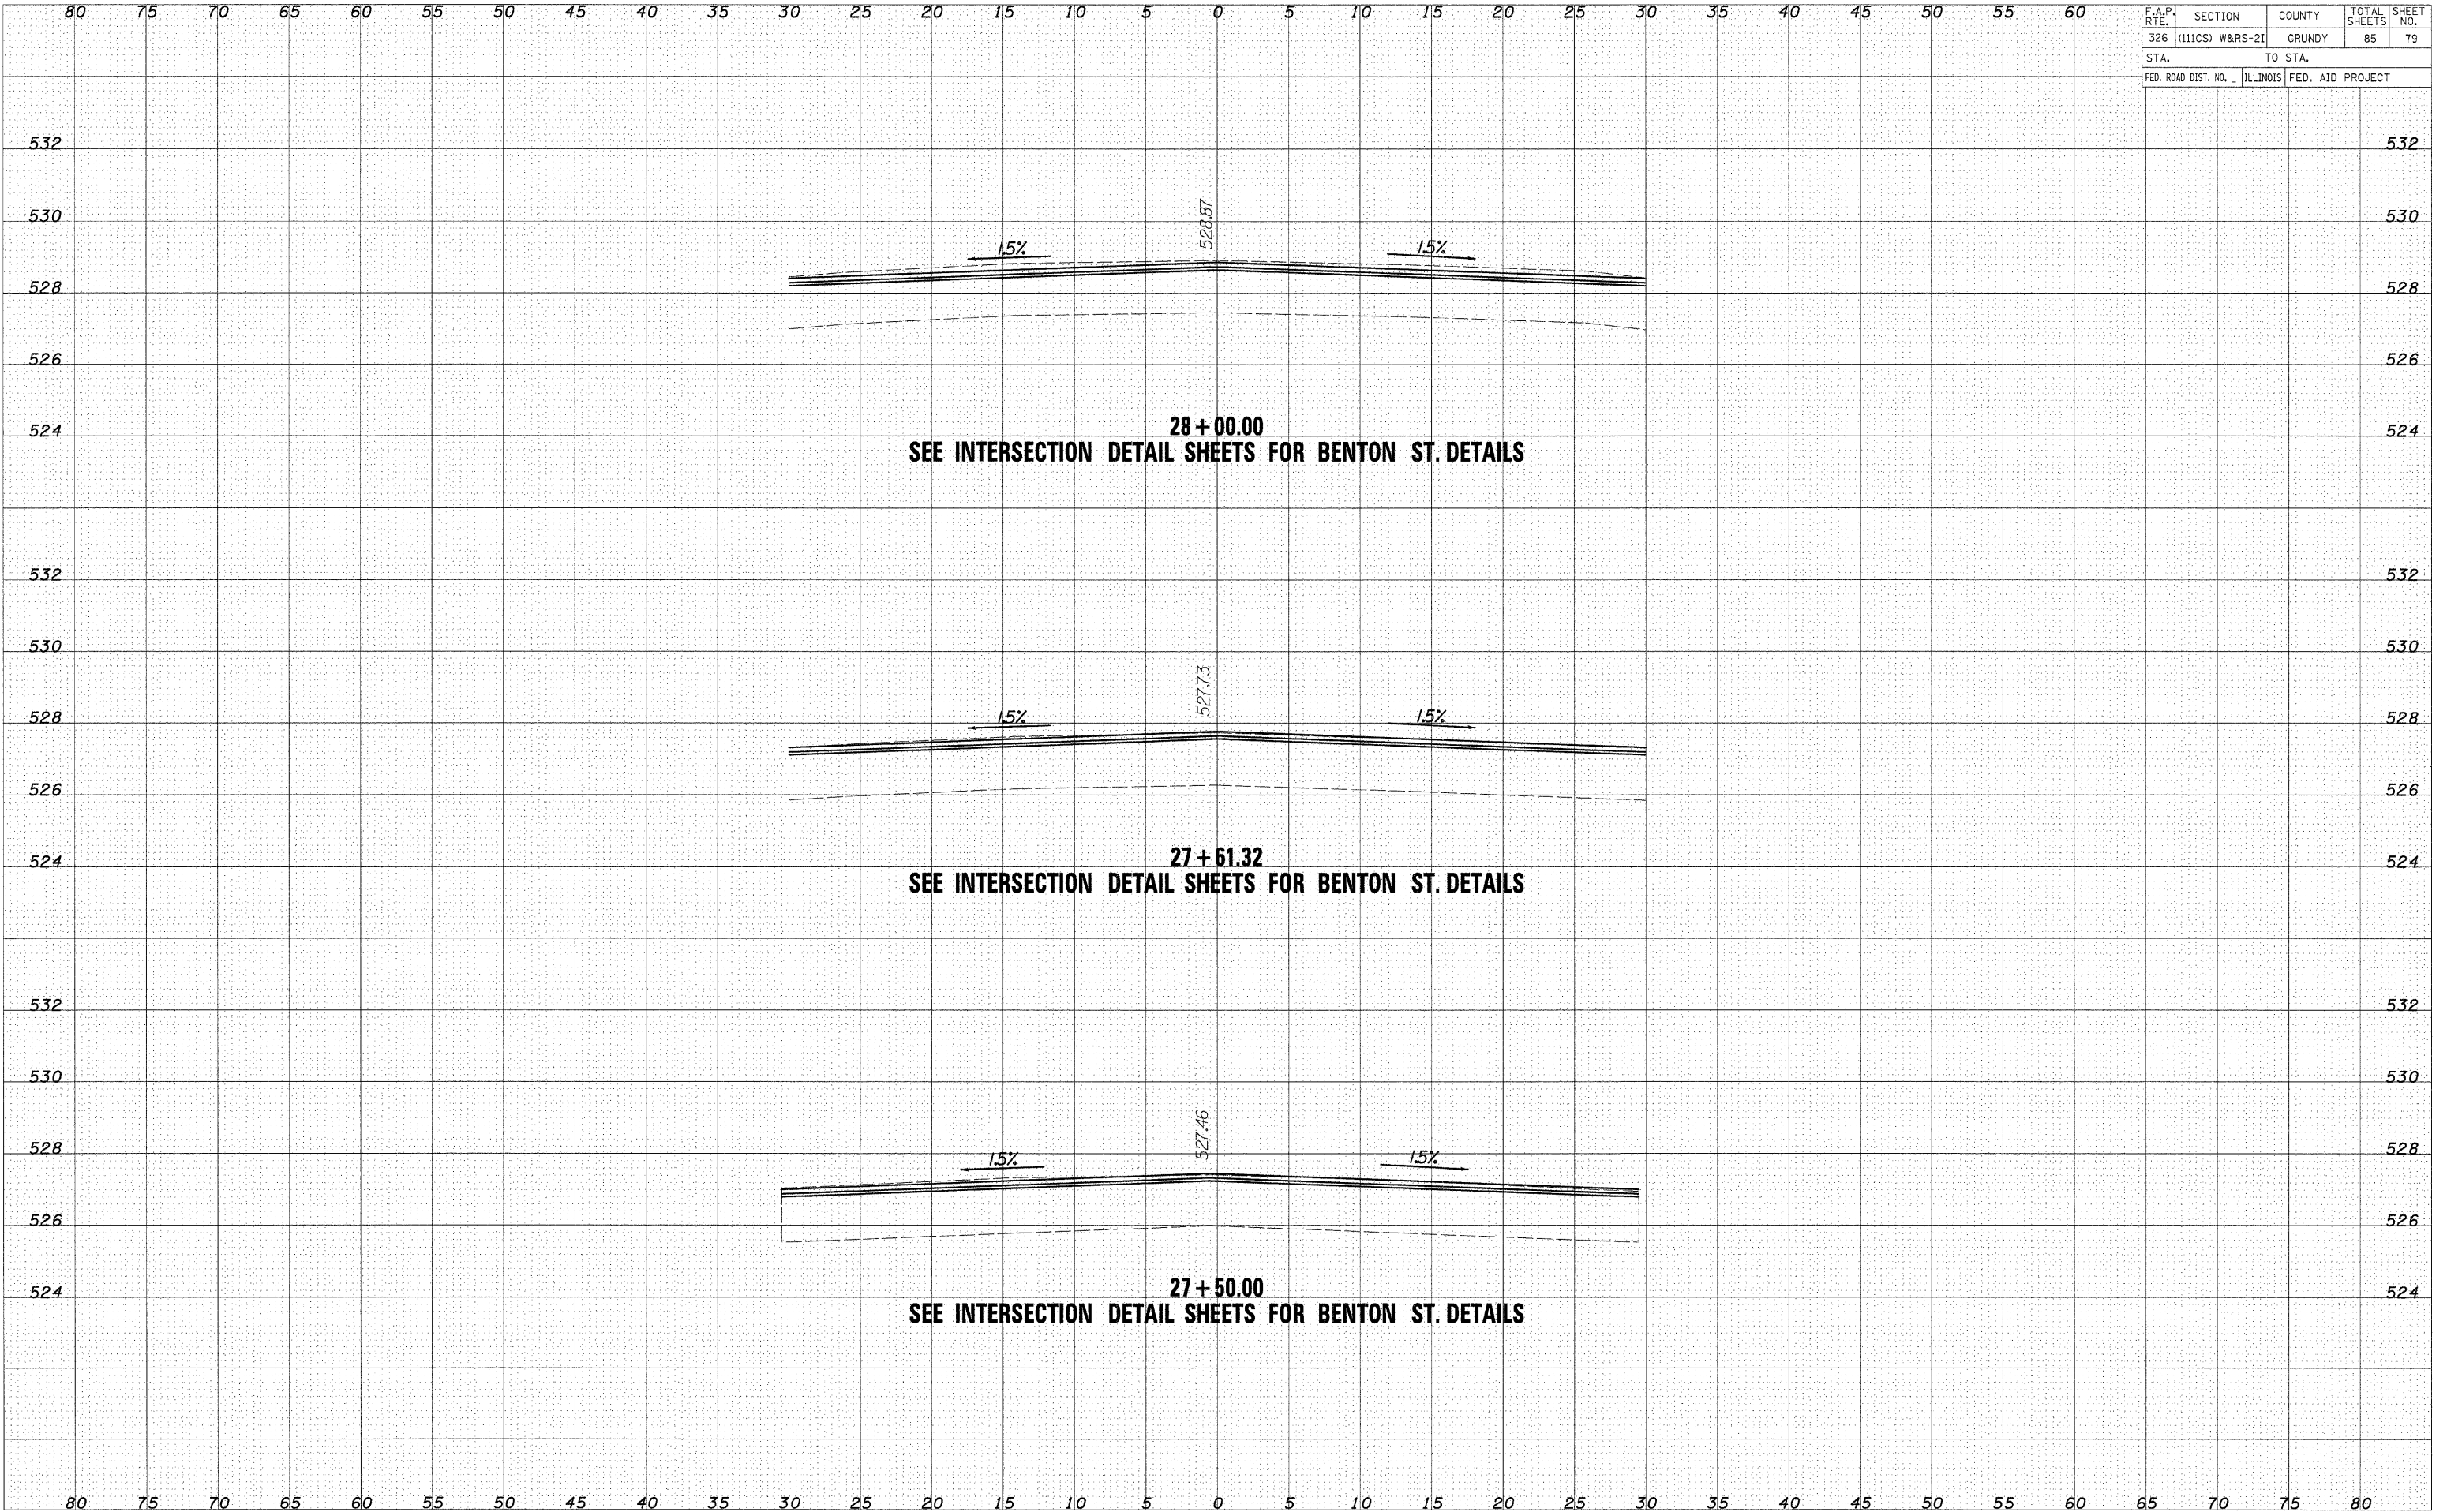 80 75 70 65 60 55 50 45 40 35 30 25 20 15 10 5 0 5 10 15 20 25 30 35 40 45 50 55 60
F.A.P. RTE. SECTION COUNTY TOTAL SHEETS SHEET NO.
326 (111CS) W&RS-2I GRUNDY 85 79
STA. TO STA.
FED. ROAD DIST. NO. _ ILLINOIS FED. AID PROJECT
532 532
530 528.87 530
1.5% 1.5%
528 528
526 526
524 28+00.00 524
SEE INTERSECTION DETAIL SHEETS FOR BENTON ST. DETAILS
532 532
530 530
527.73
528 1.5% 1.5% 528
526 526
524 27+61.32 524
SEE INTERSECTION DETAIL SHEETS FOR BENTON ST. DETAILS
532 532
530 530
527.46
528 1.5% 1.5% 528
526 526
524 27+50.00 524
SEE INTERSECTION DETAIL SHEETS FOR BENTON ST. DETAILS
80 75 70 65 60 55 50 45 40 35 30 25 20 15 10 5 0 5 10 15 20 25 30 35 40 45 50 55 60 65 70 75 80